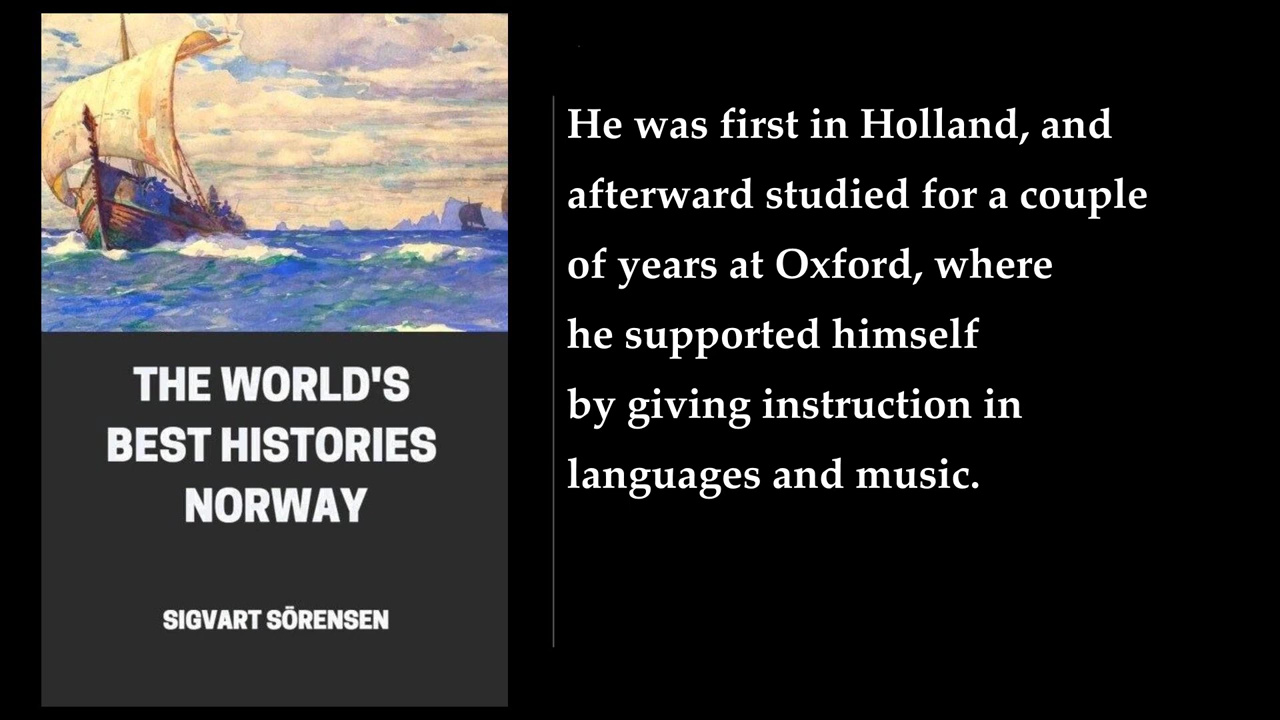 THE WORLD'S
BEST HISTORIES
NORWAY
SIGVART SÖRENSEN
He was first in Holland, and
afterward studied for a couple
of years at Oxford, where
he supported himself
by giving instruction in
languages and music.